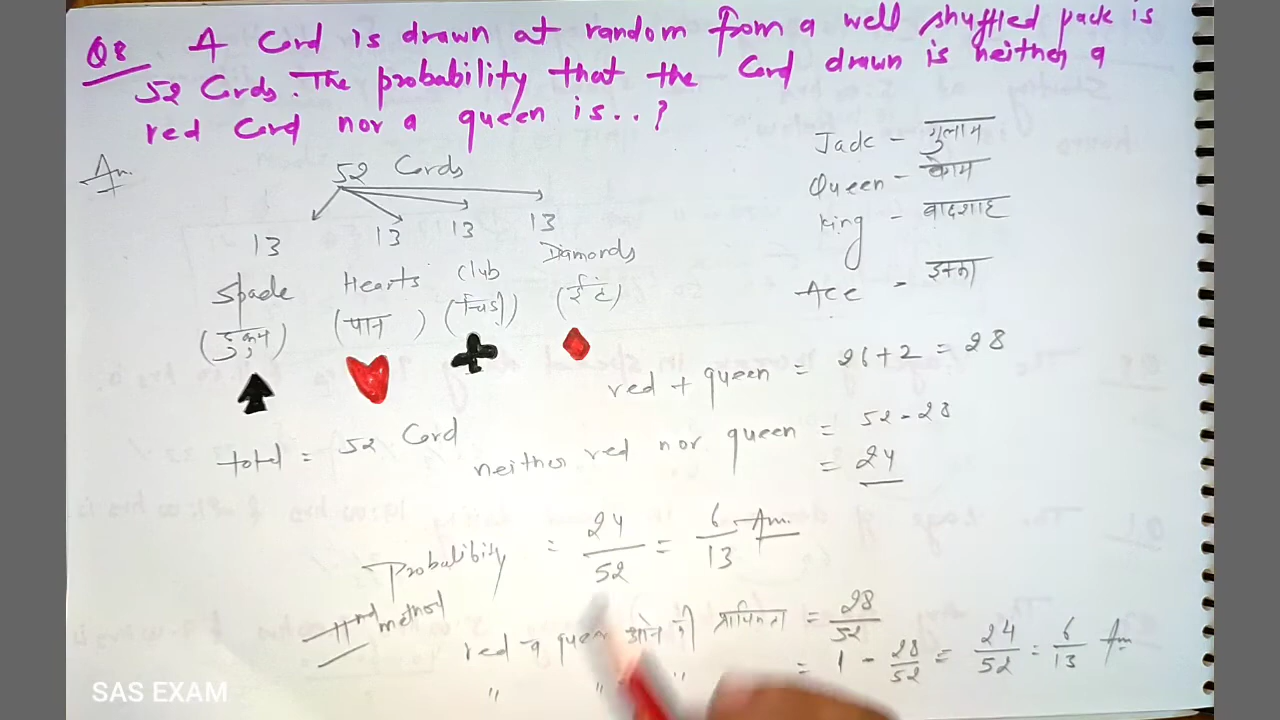 Q8 A Card is drawn at random from a well shuffled pack is
52 Cards. The probability that the Card drawn is neither a
red Card nor a queen is..?
Ans
52 Cards
13 13 13 13
Spade Hearts Club Diamonds
(हुकुम) (पान) (चिड़ी) (ईंट)
Jack - गुलाम
Queen - बेगम
King - बादशाह
Ace - इक्का
red + queen = 26+2 = 28
total = 52 Card
neither red nor queen = 52-28
= 24
Probability = 24/52 = 6/13 Ans.
IInd method
red queen होने की प्रायिकता = 28/52
" " " = 1 - 28/52 = 24/52 = 6/13 Ans
SAS EXAM